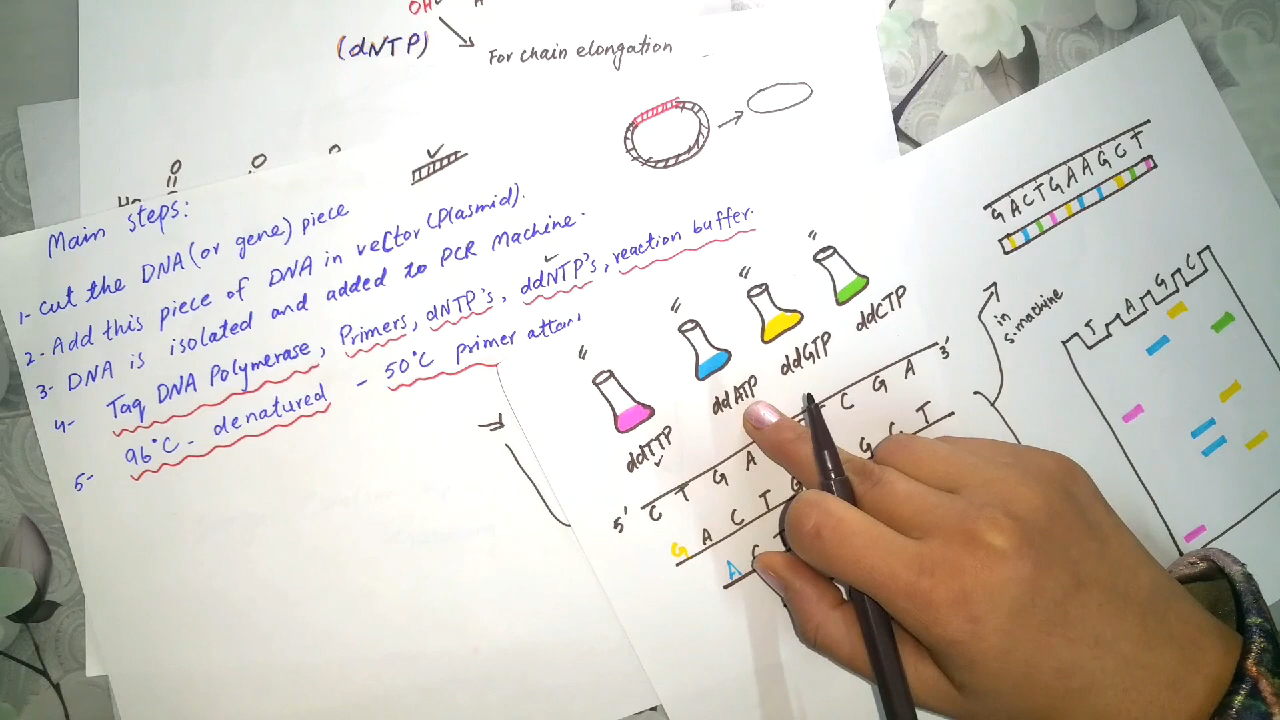 OH
(dNTP)
For chain elongation
Main steps:
1- cut the DNA (or gene) piece
2- Add this piece of DNA in vector (Plasmid).
3- DNA is isolated and added to PCR Machine.
4- Taq DNA Polymerase, Primers, dNTP's, ddNTP's, reaction buffer.
5- 96°C - denatured - 50°C primer
ddTTP
ddATP
ddGTP
ddCTP
5' C T G A C G A 3'
G A C T G G C T
A C T
in s.machine
G A C T G A A G C T
T A G C